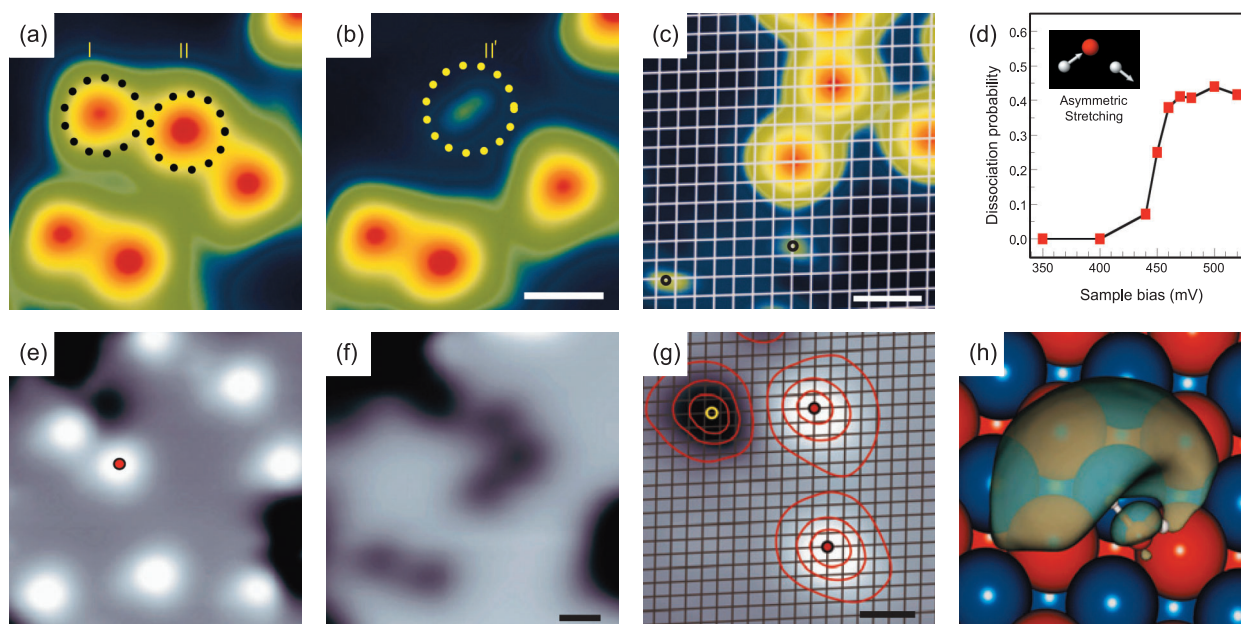 (a)
I
II
(b)
II'
(c)
(d)
Dissociation probability
0.6
0.5
0.4
0.3
0.2
0.1
0.0
Asymmetric
Stretching
350
400
450
500
Sample bias (mV)
(e)
(f)
(g)
(h)